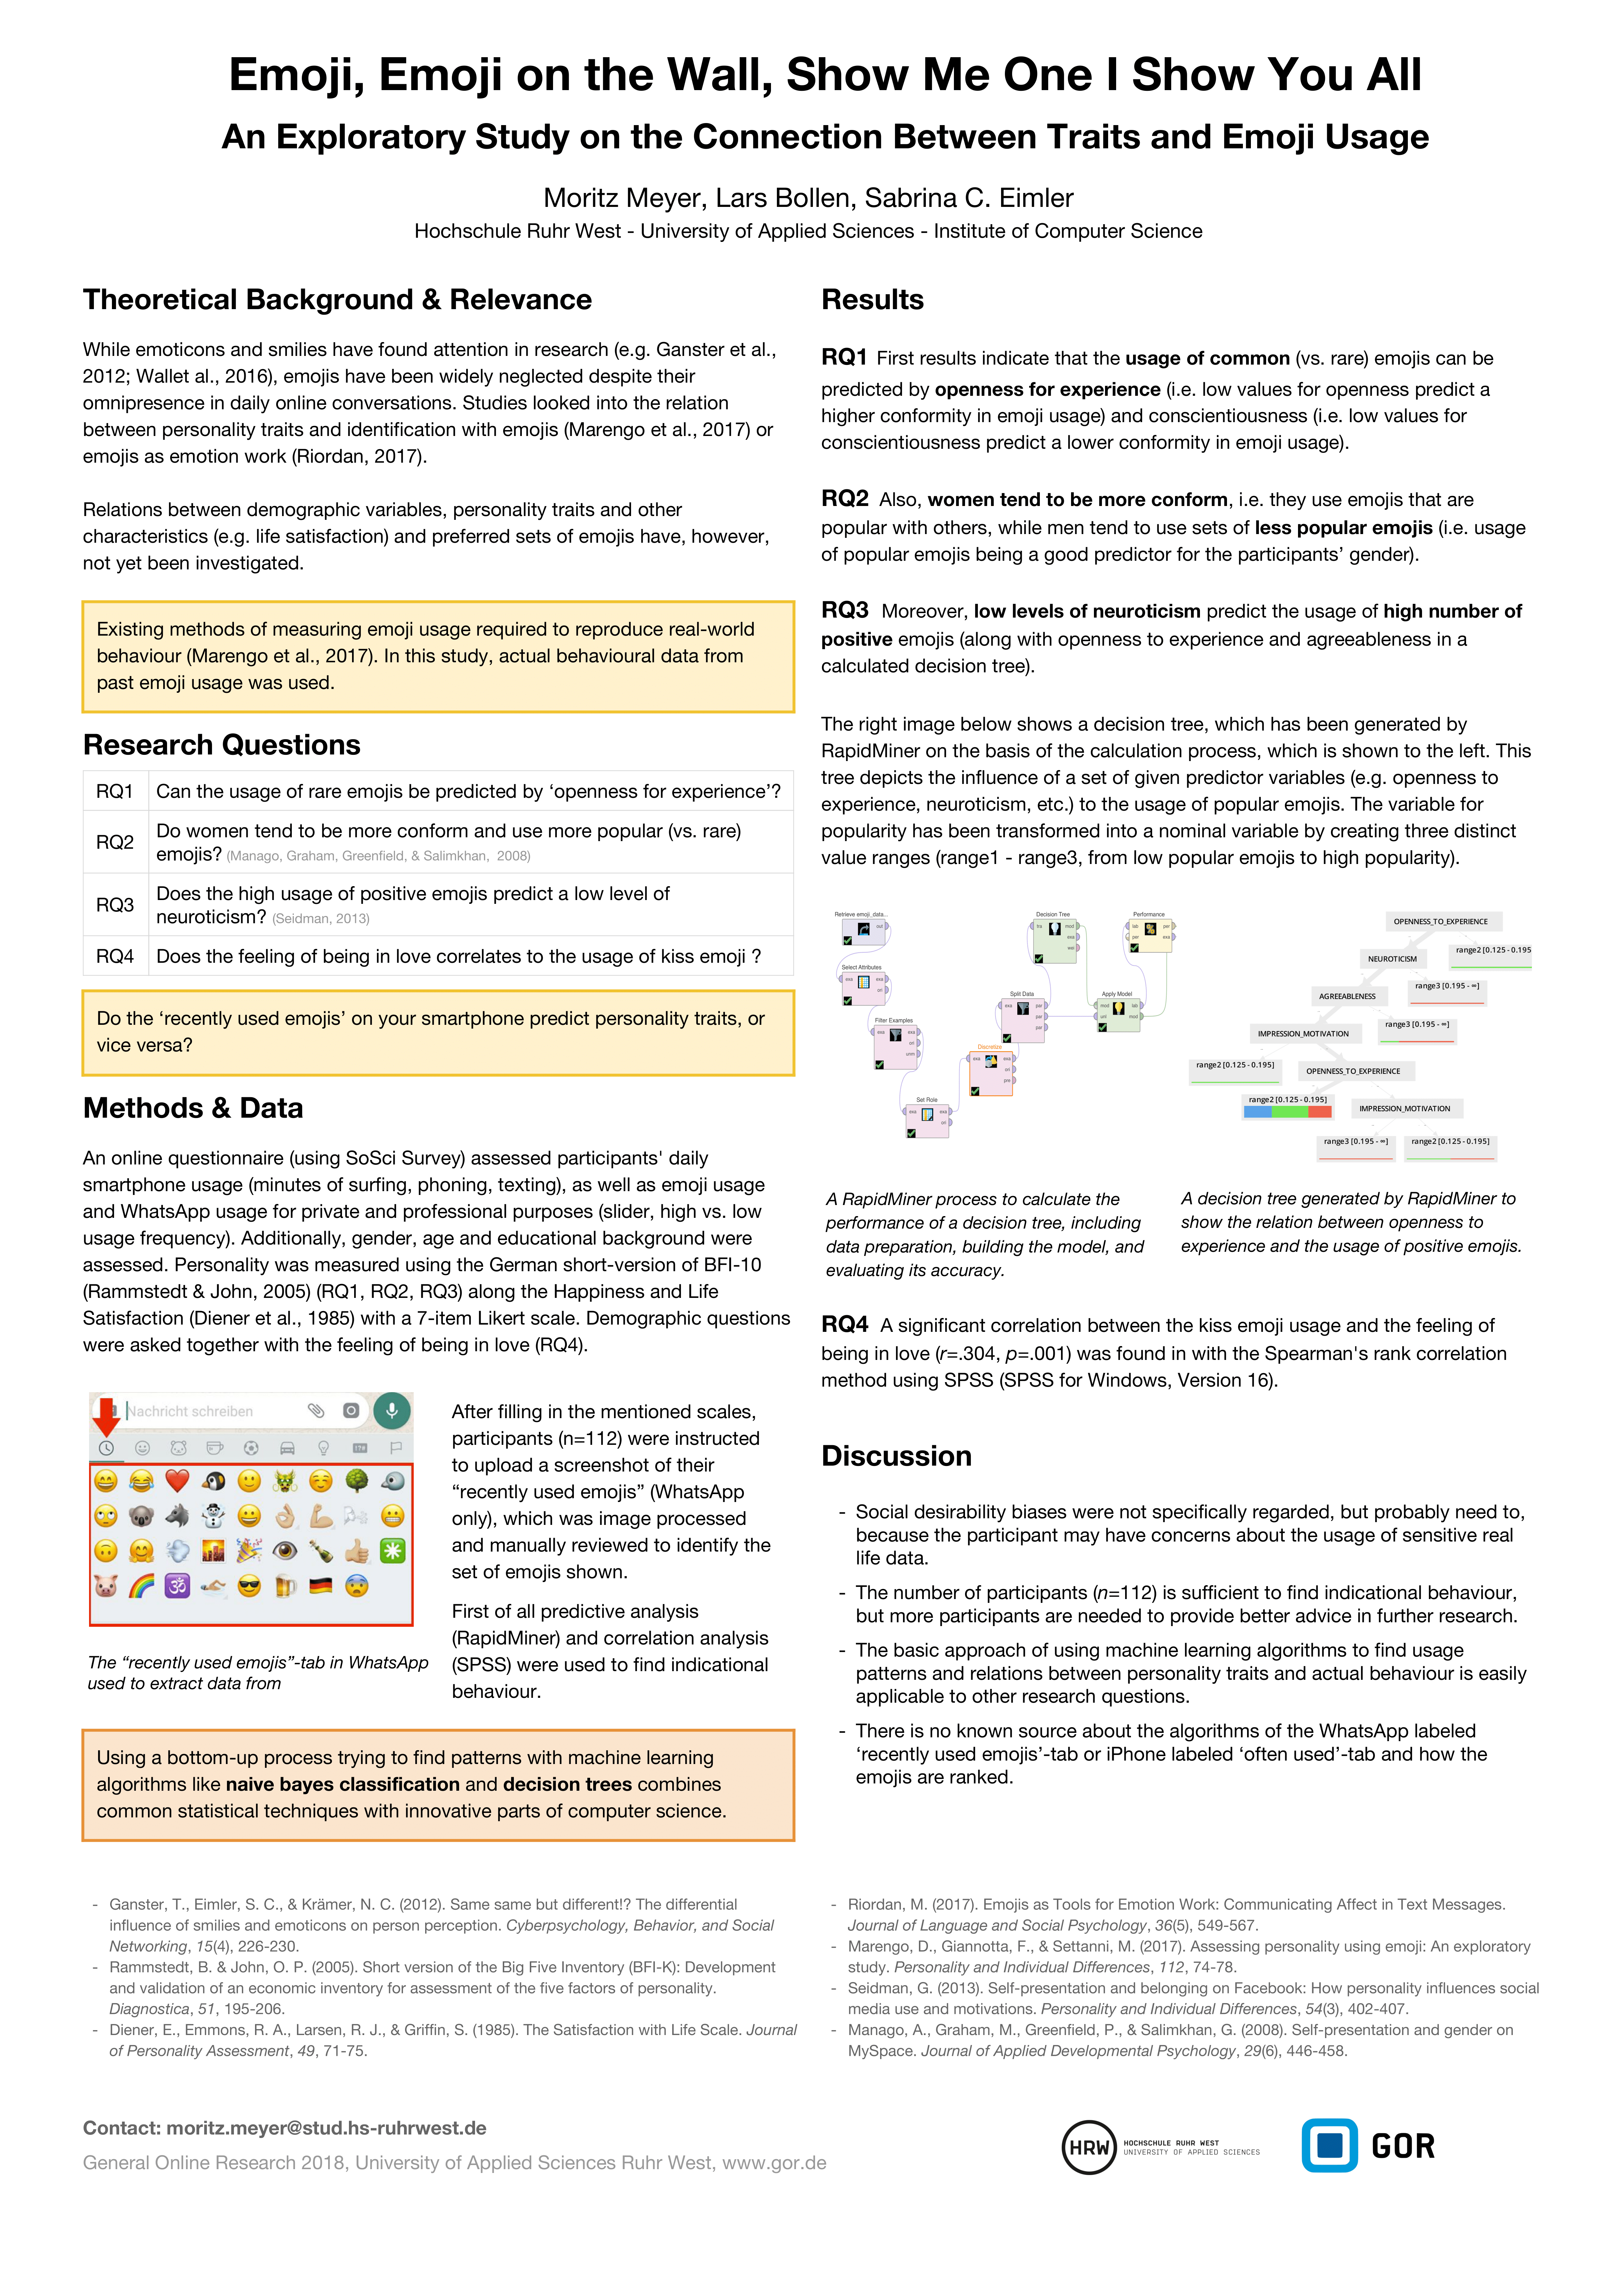 Emoji, Emoji on the Wall, Show Me One I Show You All
An Exploratory Study on the Connection Between Traits and Emoji Usage
Moritz Meyer, Lars Bollen, Sabrina C. Eimler
Hochschule Ruhr West - University of Applied Sciences - Institute of Computer Science
Theoretical Background & Relevance
While emoticons and smilies have found attention in research (e.g. Ganster et al.,
2012; Wallet al., 2016), emojis have been widely neglected despite their
omnipresence in daily online conversations. Studies looked into the relation
between personality traits and identification with emojis (Marengo et al., 2017) or
emojis as emotion work (Riordan, 2017).
Relations between demographic variables, personality traits and other
characteristics (e.g. life satisfaction) and preferred sets of emojis have, however,
not yet been investigated.
Existing methods of measuring emoji usage required to reproduce real-world
behaviour (Marengo et al., 2017). In this study, actual behavioural data from
past emoji usage was used.
Research Questions
RQ1 Can the usage of rare emojis be predicted by ‘openness for experience’?
RQ2 Do women tend to be more conform and use more popular (vs. rare)
emojis? (Manago, Graham, Greenfield, & Salimkhan, 2008)
RQ3 Does the high usage of positive emojis predict a low level of
neuroticism? (Seidman, 2013)
RQ4 Does the feeling of being in love correlates to the usage of kiss emoji ?
Do the ‘recently used emojis’ on your smartphone predict personality traits, or
vice versa?
Methods & Data
An online questionnaire (using SoSci Survey) assessed participants' daily
smartphone usage (minutes of surfing, phoning, texting), as well as emoji usage
and WhatsApp usage for private and professional purposes (slider, high vs. low
usage frequency). Additionally, gender, age and educational background were
assessed. Personality was measured using the German short-version of BFI-10
(Rammstedt & John, 2005) (RQ1, RQ2, RQ3) along the Happiness and Life
Satisfaction (Diener et al., 1985) with a 7-item Likert scale. Demographic questions
were asked together with the feeling of being in love (RQ4).
Nachricht schreiben
The “recently used emojis”-tab in WhatsApp
used to extract data from
After filling in the mentioned scales,
participants (n=112) were instructed
to upload a screenshot of their
“recently used emojis” (WhatsApp
only), which was image processed
and manually reviewed to identify the
set of emojis shown.
First of all predictive analysis
(RapidMiner) and correlation analysis
(SPSS) were used to find indicational
behaviour.
Using a bottom-up process trying to find patterns with machine learning
algorithms like naive bayes classification and decision trees combines
common statistical techniques with innovative parts of computer science.
Results
RQ1 First results indicate that the usage of common (vs. rare) emojis can be
predicted by openness for experience (i.e. low values for openness predict a
higher conformity in emoji usage) and conscientiousness (i.e. low values for
conscientiousness predict a lower conformity in emoji usage).
RQ2 Also, women tend to be more conform, i.e. they use emojis that are
popular with others, while men tend to use sets of less popular emojis (i.e. usage
of popular emojis being a good predictor for the participants’ gender).
RQ3 Moreover, low levels of neuroticism predict the usage of high number of
positive emojis (along with openness to experience and agreeableness in a
calculated decision tree).
The right image below shows a decision tree, which has been generated by
RapidMiner on the basis of the calculation process, which is shown to the left. This
tree depicts the influence of a set of given predictor variables (e.g. openness to
experience, neuroticism, etc.) to the usage of popular emojis. The variable for
popularity has been transformed into a nominal variable by creating three distinct
value ranges (range1 - range3, from low popular emojis to high popularity).
Retrieve emoji_data...
out
Select Attributes
exa exa
ori
Filter Examples
exa exa
ori
unm
Set Role
exa exa
ori
Discretize
exa exa
ori
pre
Split Data
exa par
par
par
Decision Tree
tra mod
exa
wei
Apply Model
mod lab
unl mod
Performance
lab per
per exa
OPENNESS_TO_EXPERIENCE
NEUROTICISM
range2 [0.125 - 0.195
AGREEABLENESS
range3 [0.195 - ∞]
IMPRESSION_MOTIVATION
range3 [0.195 - ∞]
range2 [0.125 - 0.195]
OPENNESS_TO_EXPERIENCE
range2 [0.125 - 0.195]
IMPRESSION_MOTIVATION
range3 [0.195 - ∞]
range2 [0.125 - 0.195]
A RapidMiner process to calculate the
performance of a decision tree, including
data preparation, building the model, and
evaluating its accuracy.
A decision tree generated by RapidMiner to
show the relation between openness to
experience and the usage of positive emojis.
RQ4 A significant correlation between the kiss emoji usage and the feeling of
being in love (r=.304, p=.001) was found in with the Spearman's rank correlation
method using SPSS (SPSS for Windows, Version 16).
Discussion
- Social desirability biases were not specifically regarded, but probably need to,
because the participant may have concerns about the usage of sensitive real
life data.
- The number of participants (n=112) is sufficient to find indicational behaviour,
but more participants are needed to provide better advice in further research.
- The basic approach of using machine learning algorithms to find usage
patterns and relations between personality traits and actual behaviour is easily
applicable to other research questions.
- There is no known source about the algorithms of the WhatsApp labeled
‘recently used emojis’-tab or iPhone labeled ‘often used’-tab and how the
emojis are ranked.
- Ganster, T., Eimler, S. C., & Krämer, N. C. (2012). Same same but different!? The differential
influence of smilies and emoticons on person perception. Cyberpsychology, Behavior, and Social
Networking, 15(4), 226-230.
- Rammstedt, B. & John, O. P. (2005). Short version of the Big Five Inventory (BFI-K): Development
and validation of an economic inventory for assessment of the five factors of personality.
Diagnostica, 51, 195-206.
- Diener, E., Emmons, R. A., Larsen, R. J., & Griffin, S. (1985). The Satisfaction with Life Scale. Journal
of Personality Assessment, 49, 71-75.
- Riordan, M. (2017). Emojis as Tools for Emotion Work: Communicating Affect in Text Messages.
Journal of Language and Social Psychology, 36(5), 549-567.
- Marengo, D., Giannotta, F., & Settanni, M. (2017). Assessing personality using emoji: An exploratory
study. Personality and Individual Differences, 112, 74-78.
- Seidman, G. (2013). Self-presentation and belonging on Facebook: How personality influences social
media use and motivations. Personality and Individual Differences, 54(3), 402-407.
- Manago, A., Graham, M., Greenfield, P., & Salimkhan, G. (2008). Self-presentation and gender on
MySpace. Journal of Applied Developmental Psychology, 29(6), 446-458.
Contact: moritz.meyer@stud.hs-ruhrwest.de
General Online Research 2018, University of Applied Sciences Ruhr West, www.gor.de
HRW
HOCHSCHULE RUHR WEST
UNIVERSITY OF APPLIED SCIENCES
GOR